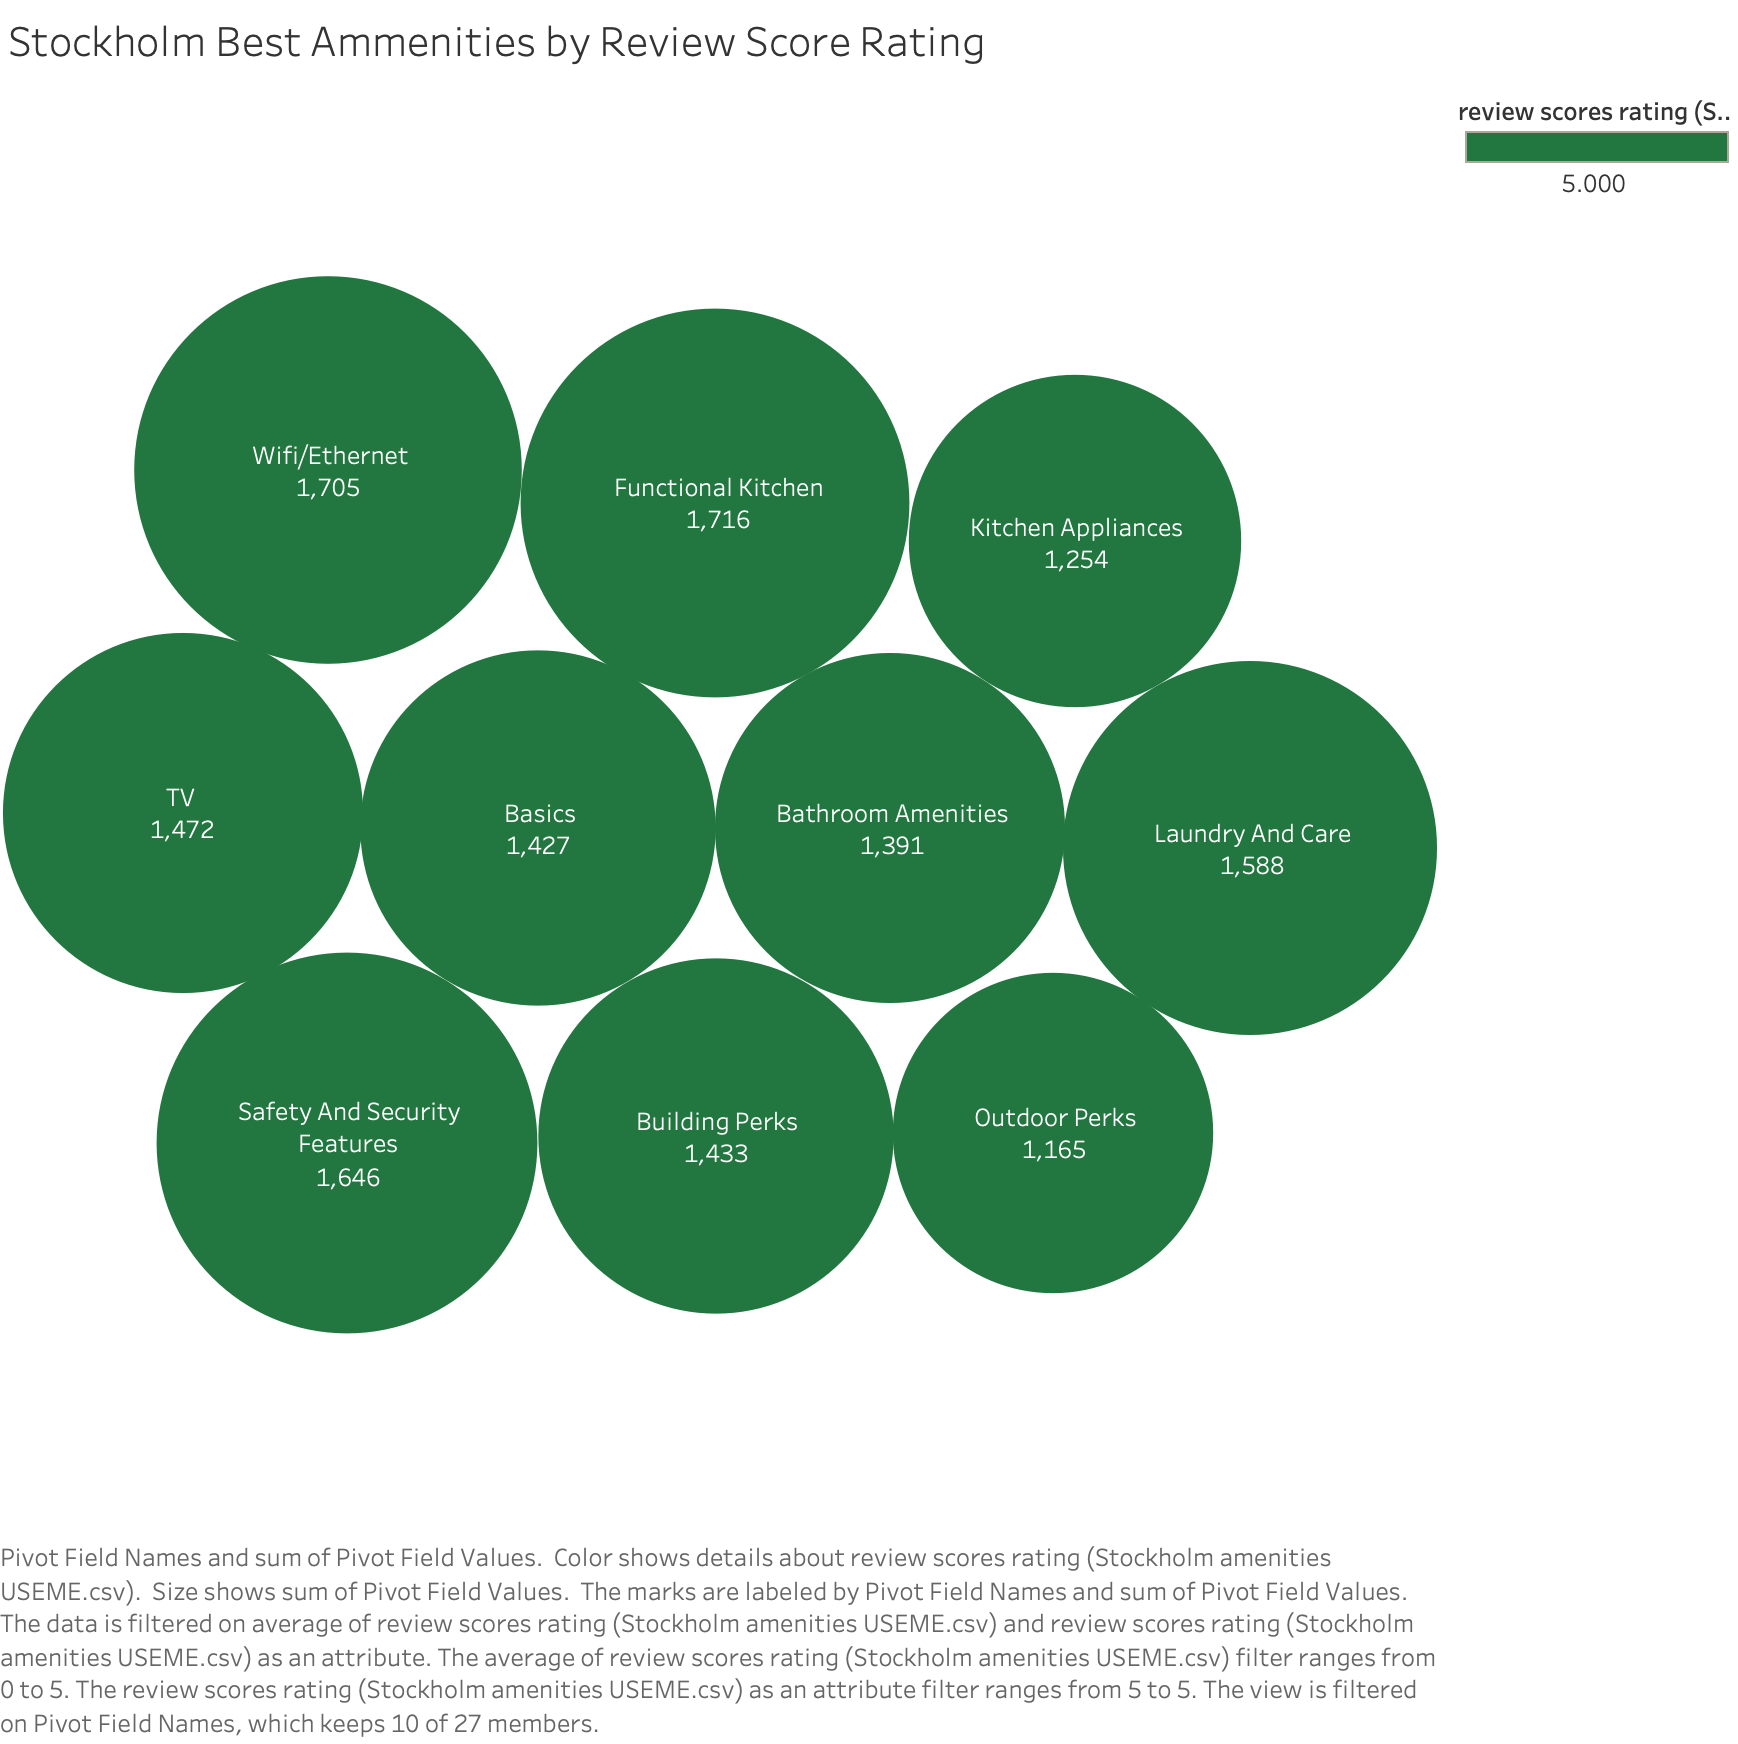 Stockholm Best Ammenities by Review Score Rating
review scores rating (S..
5.000
Wifi/Ethernet
1,705
Functional Kitchen
1,716
Kitchen Appliances
1,254
TV
1,472
Basics
1,427
Bathroom Amenities
1,391
Laundry And Care
1,588
Safety And Security
Features
1,646
Building Perks
1,433
Outdoor Perks
1,165
Pivot Field Names and sum of Pivot Field Values.  Color shows details about review scores rating (Stockholm amenities
USEME.csv).  Size shows sum of Pivot Field Values.  The marks are labeled by Pivot Field Names and sum of Pivot Field Values.
The data is filtered on average of review scores rating (Stockholm amenities USEME.csv) and review scores rating (Stockholm
amenities USEME.csv) as an attribute. The average of review scores rating (Stockholm amenities USEME.csv) filter ranges from
0 to 5. The review scores rating (Stockholm amenities USEME.csv) as an attribute filter ranges from 5 to 5. The view is filtered
on Pivot Field Names, which keeps 10 of 27 members.